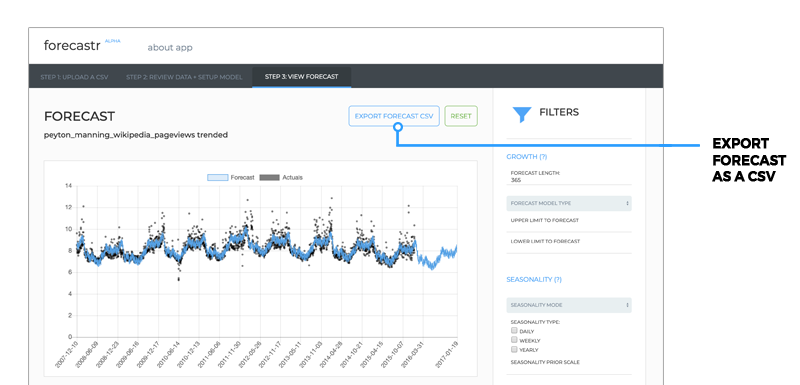 forecastr ALPHA
about app
STEP 1: UPLOAD A CSV
STEP 2: REVIEW DATA + SETUP MODEL
STEP 3: VIEW FORECAST
FORECAST
EXPORT FORECAST CSV
RESET
peyton_manning_wikipedia_pageviews trended
Forecast
Actuals
14
12
10
8
6
4
2
0
2007-12-10
2008-06-09
2008-12-23
2009-06-16
2009-12-17
2010-06-14
2010-12-13
2011-06-06
2011-11-20
2012-05-26
2012-11-17
2013-05-11
2013-11-03
2014-04-28
2014-10-21
2015-04-15
2015-10-07
2016-03-31
2017-01-19
FILTERS
GROWTH (?)
FORECAST LENGTH:
365
FORECAST MODEL TYPE
UPPER LIMIT TO FORECAST
LOWER LIMIT TO FORECAST
SEASONALITY (?)
SEASONALITY MODE
SEASONALITY TYPE:
DAILY
WEEKLY
YEARLY
SEASONALITY PRIOR SCALE
EXPORT
FORECAST
AS A CSV